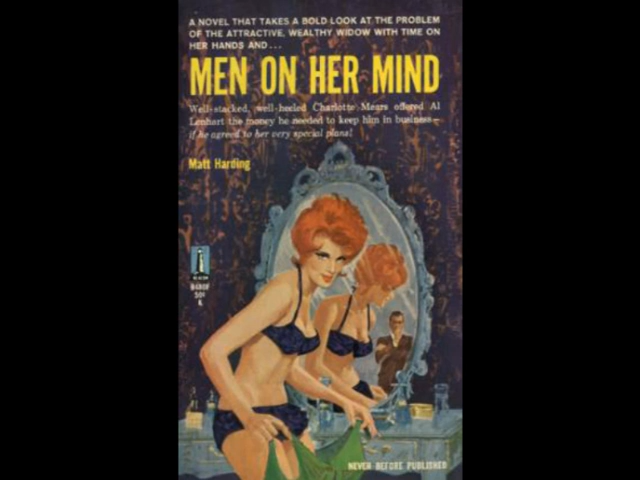 A NOVEL THAT TAKES A BOLD LOOK AT THE PROBLEM
OF THE ATTRACTIVE, WEALTHY WIDOW WITH TIME ON
HER HANDS AND...
MEN ON HER MIND
Well-stacked, well-heeled Charlotte Mears offered Al
Lenhart the money he needed to keep him in business—
if he agreed to her very special plans!
Matt Harding
50¢
NEVER BEFORE PUBLISHED